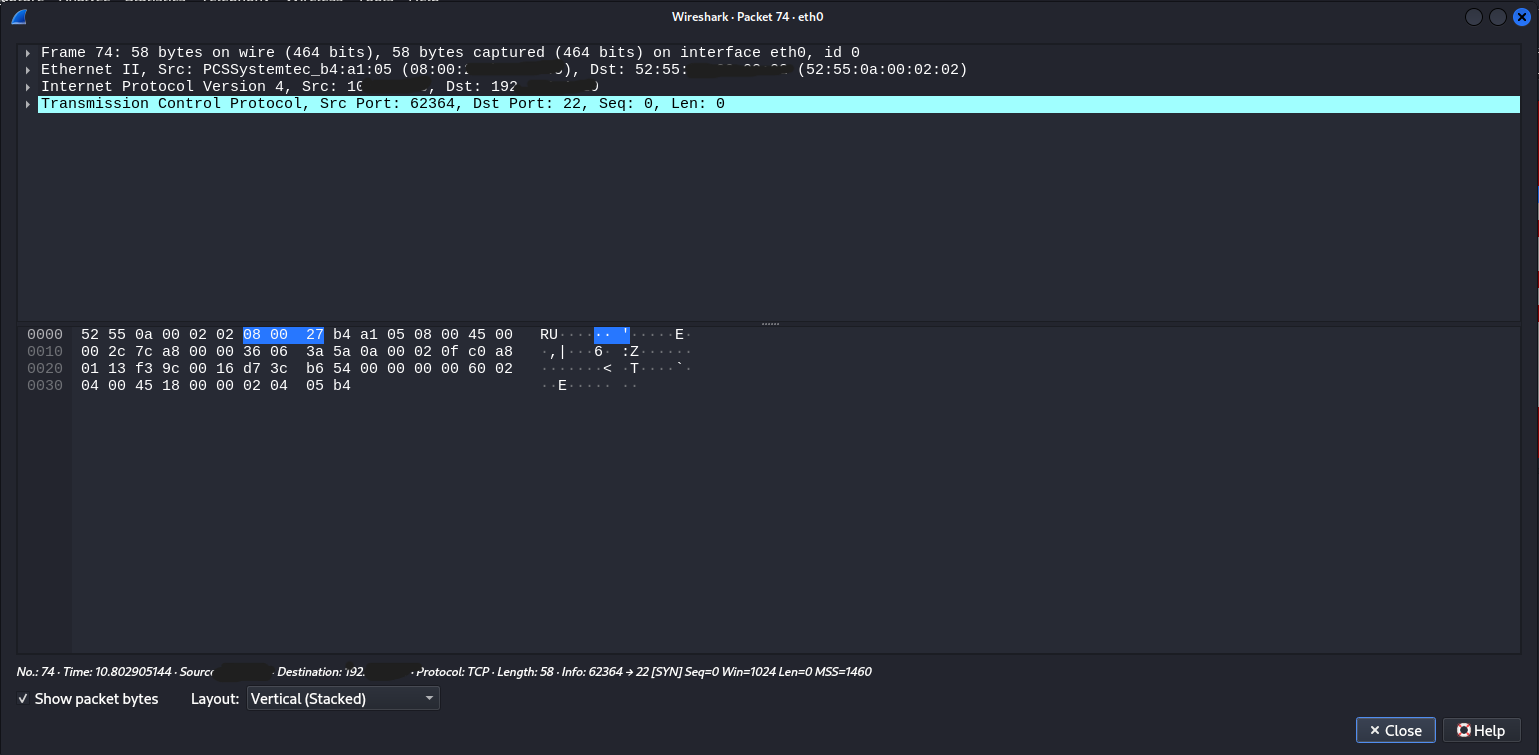 Wireshark · Packet 74 · eth0
Frame 74: 58 bytes on wire (464 bits), 58 bytes captured (464 bits) on interface eth0, id 0
Ethernet II, Src: PCSSystemtec_b4:a1:05 (08:00: ), Dst: 52:55: (52:55:0a:00:02:02)
Internet Protocol Version 4, Src: 10 , Dst: 192
Transmission Control Protocol, Src Port: 62364, Dst Port: 22, Seq: 0, Len: 0
0000 52 55 0a 00 02 02 08 00 27 b4 a1 05 08 00 45 00 RU······ '·····E·
0010 00 2c 7c a8 00 00 36 06 3a 5a 0a 00 02 0f c0 a8 ·,|···6· :Z······
0020 01 13 f3 9c 00 16 d7 3c b6 54 00 00 00 00 60 02 ·······< ·T····`·
0030 04 00 45 18 00 00 02 04 05 b4 ··E····· ··
No.: 74 · Time: 10.802905144 · Source · Destination: 192. · Protocol: TCP · Length: 58 · Info: 62364 → 22 [SYN] Seq=0 Win=1024 Len=0 MSS=1460
Show packet bytes Layout: Vertical (Stacked)
Close Help